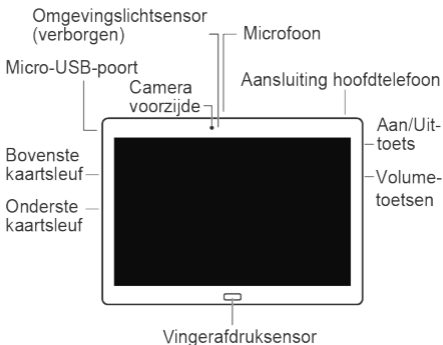 Omgevingslichtsensor
(verborgen)
Microfoon
Micro-USB-poort
Camera
voorzijde
Aansluiting hoofdtelefoon
Aan/Uit-
toets
Bovenste
kaartsleuf
Volume-
toetsen
Onderste
kaartsleuf
Vingerafdruksensor